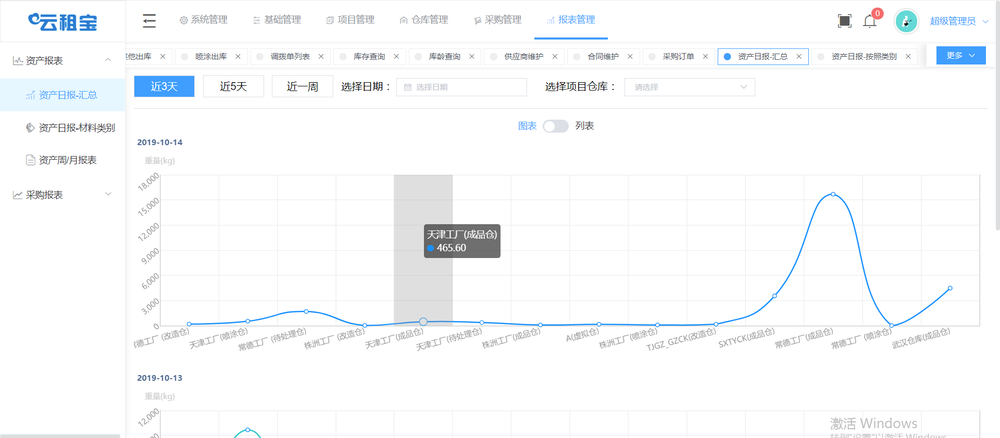 云租宝
系统管理
基础管理
项目管理
仓库管理
采购管理
报表管理
0
超级管理员
资产报表
资产日报-汇总
资产日报-材料类别
资产周/月报表
采购报表
他出库
喷涂出库
调拨单列表
库存查询
库龄查询
供应商维护
合同维护
采购订单
资产日报-汇总
资产日报-按照类别
更多
近3天
近5天
近一周
选择日期：
选择日期
选择项目仓库：
请选择
图表
列表
2019-10-14
重量(kg)
18,000
15,000
12,000
9,000
6,000
3,000
0
天津工厂(成品仓)
465.60
德工厂 (改造仓)
天津工厂(喷涂仓)
常德工厂 (待处理仓)
株洲工厂 (改造仓)
天津工厂(成品仓)
天津工厂(待处理仓)
株洲工厂(成品仓)
A(虚拟仓)
株洲工厂(喷涂仓)
TJGZ_GZCK(改造仓)
SXTYCK(成品仓)
常德工厂(成品仓)
常德工厂 (喷涂仓)
武汉仓库(成品仓)
2019-10-13
重量(kg)
12,000
激活 Windows
转到"设置"以激活 Windows